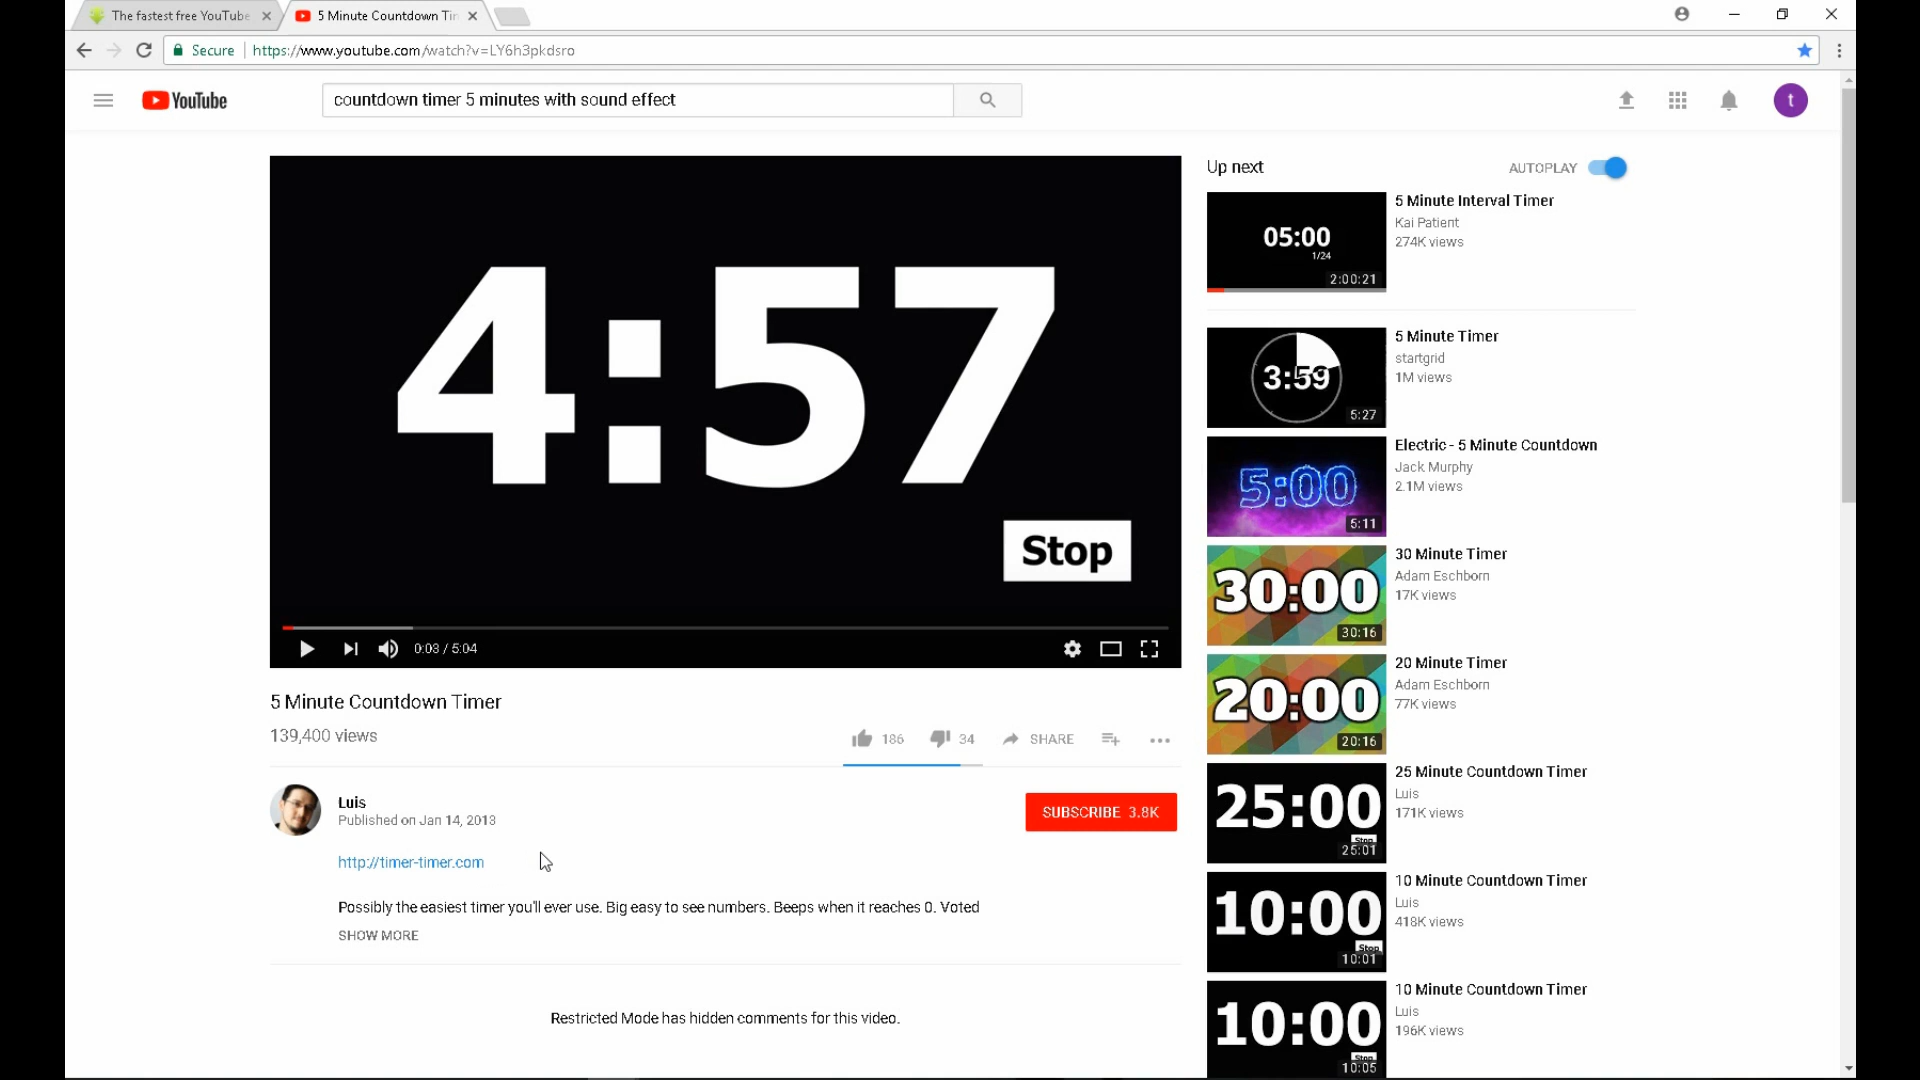 The fastest free YouTube
5 Minute Countdown Tir
Secure
https://www.youtube.com/watch?v=LY6h3pkdsro
YouTube
countdown timer 5 minutes with sound effect
t
4:57
Stop
0:03 / 5:04
5 Minute Countdown Timer
139,400 views
186
34
SHARE
Luis
Published on Jan 14, 2013
SUBSCRIBE 3.8K
http://timer-timer.com
Possibly the easiest timer you'll ever use. Big easy to see numbers. Beeps when it reaches 0. Voted
SHOW MORE
Restricted Mode has hidden comments for this video.
Up next
AUTOPLAY
05:00
1/24
2:00:21
5 Minute Interval Timer
Kai Patient
274K views
3:59
5:27
5 Minute Timer
startgrid
1M views
5:00
5:11
Electric - 5 Minute Countdown
Jack Murphy
2.1M views
30:00
30:16
30 Minute Timer
Adam Eschborn
17K views
20:00
20:16
20 Minute Timer
Adam Eschborn
77K views
25:00
Stop
25:01
25 Minute Countdown Timer
Luis
171K views
10:00
Stop
10:01
10 Minute Countdown Timer
Luis
418K views
10:00
Stop
10:05
10 Minute Countdown Timer
Luis
196K views